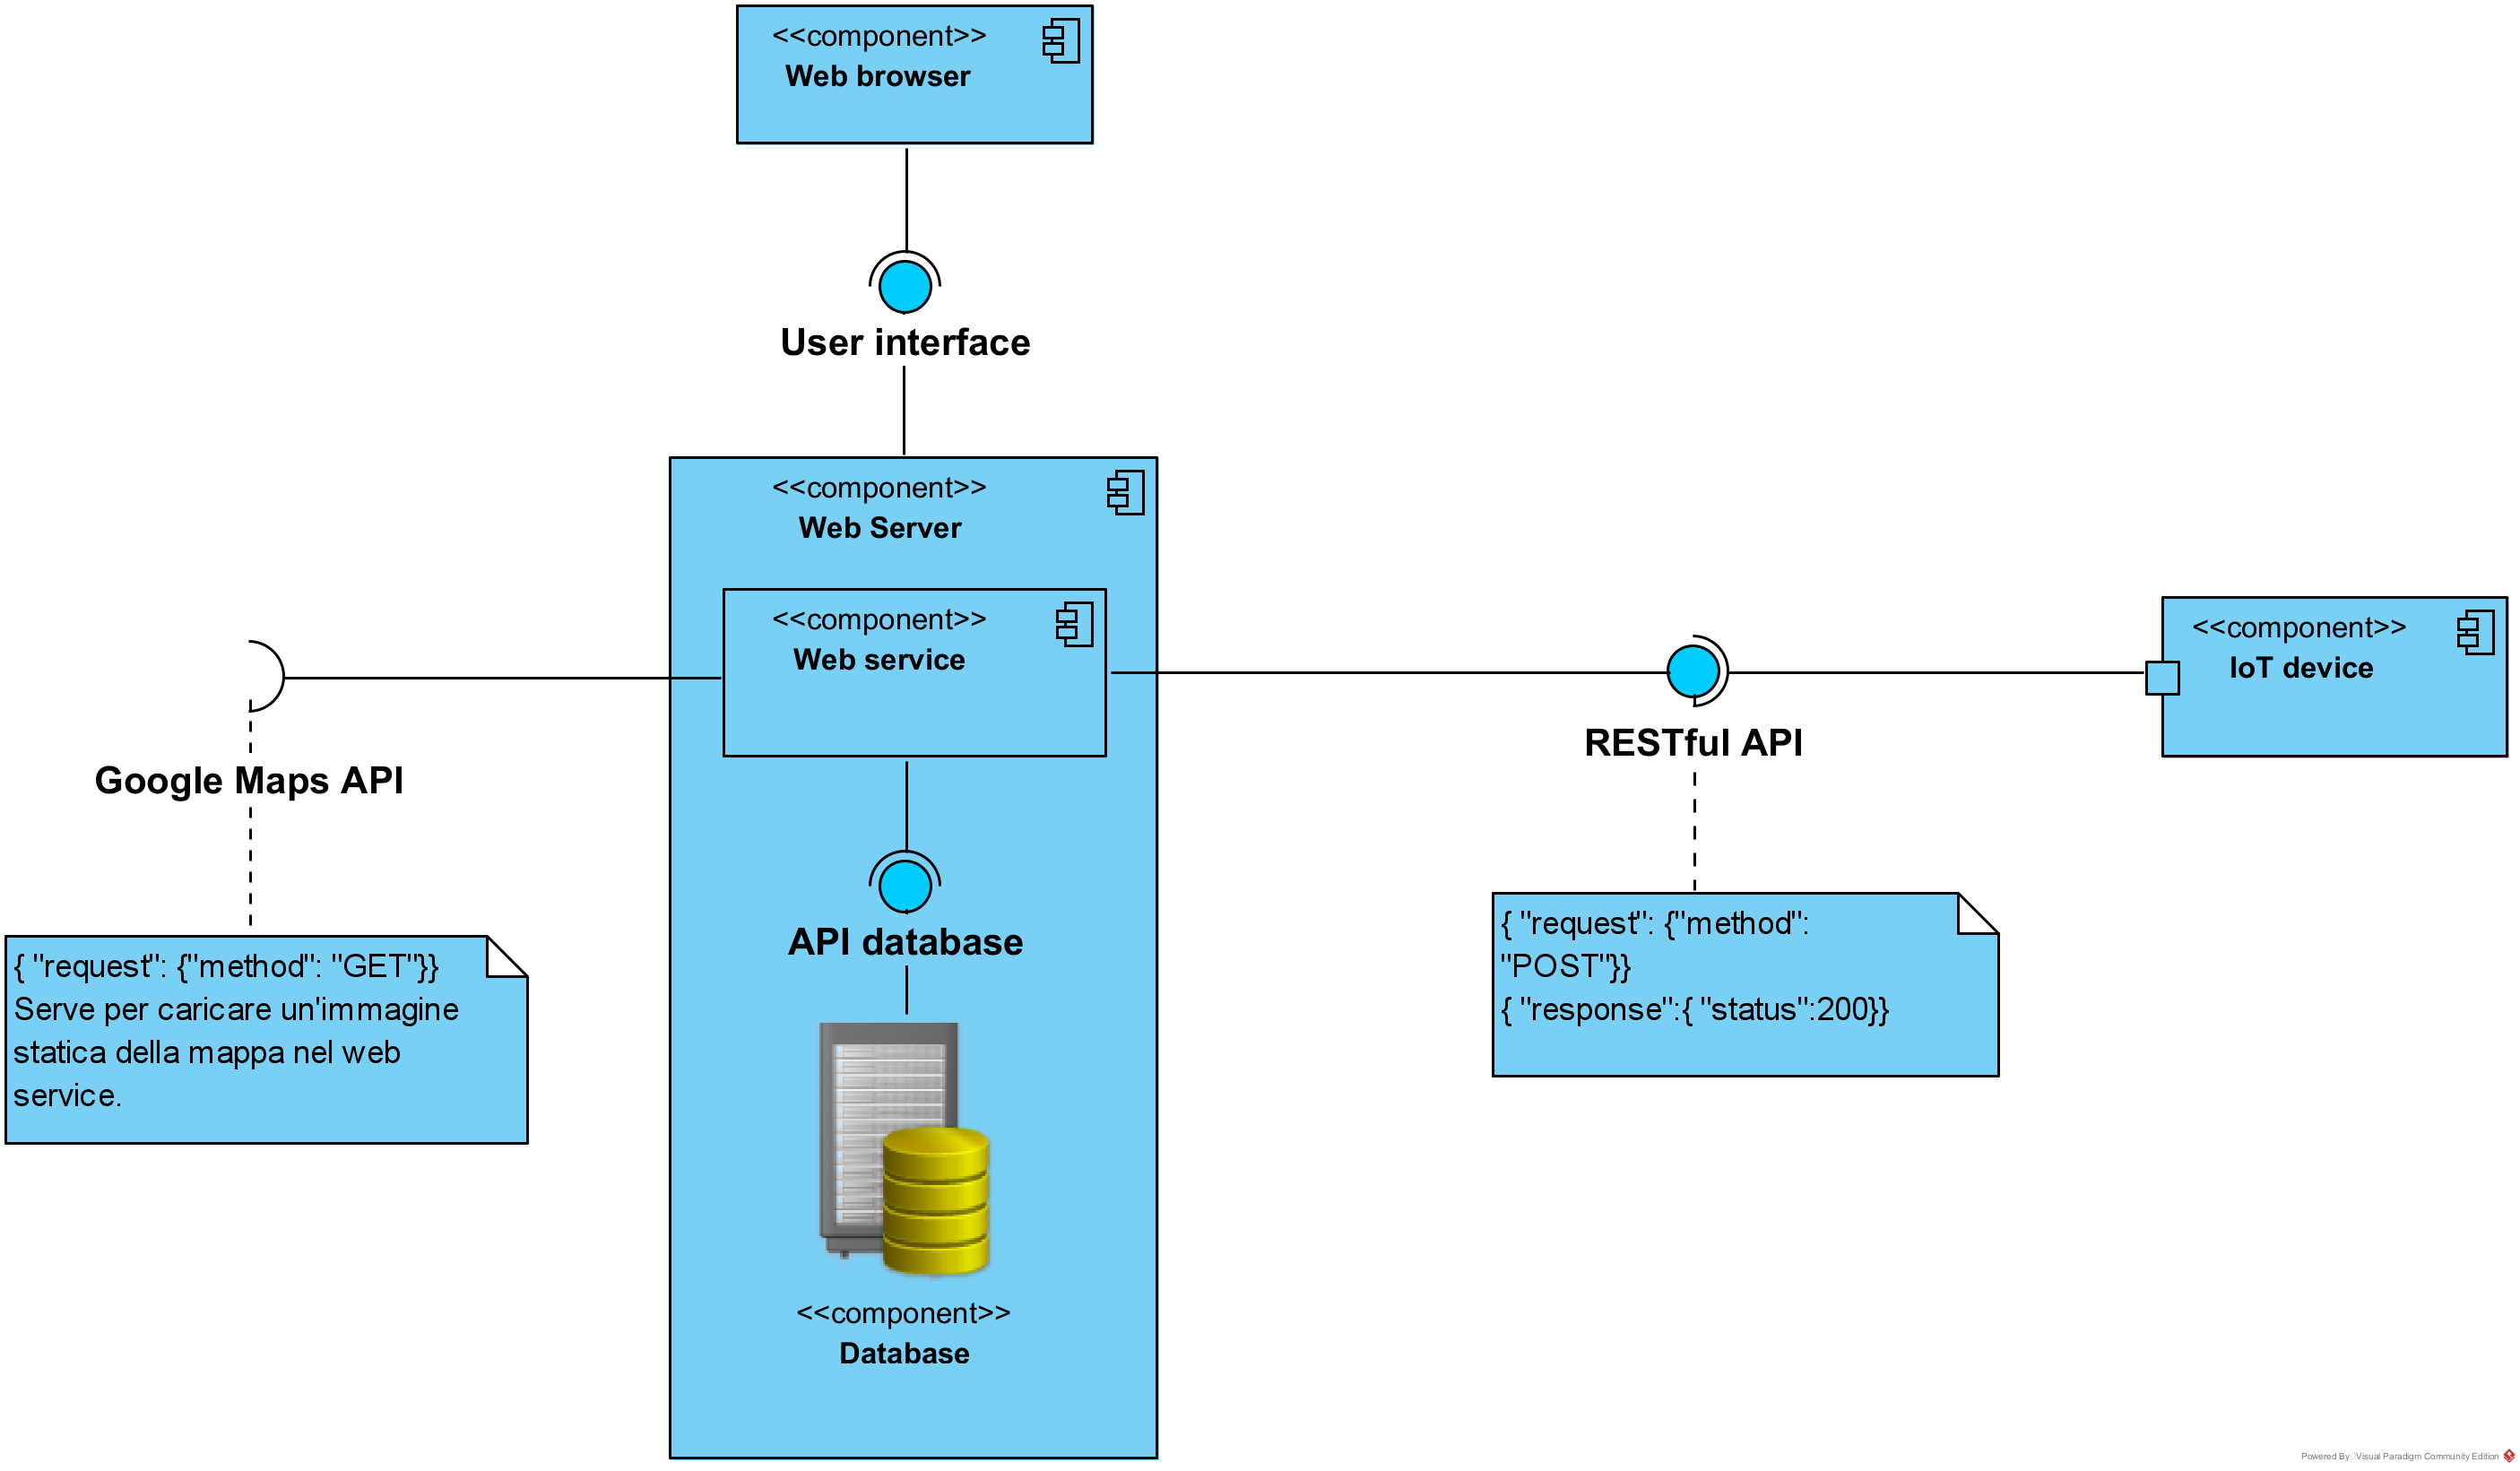 <<component>>
Web browser
User interface
<<component>>
Web Server
<<component>>
Web service
<<component>>
IoT device
RESTful API
Google Maps API
API database
{ "request": {"method":
"POST"}}
{ "response":{ "status":200}}
{ "request": {"method": "GET"}}
Serve per caricare un'immagine
statica della mappa nel web
service.
<<component>>
Database
Powered By Visual Paradigm Community Edition